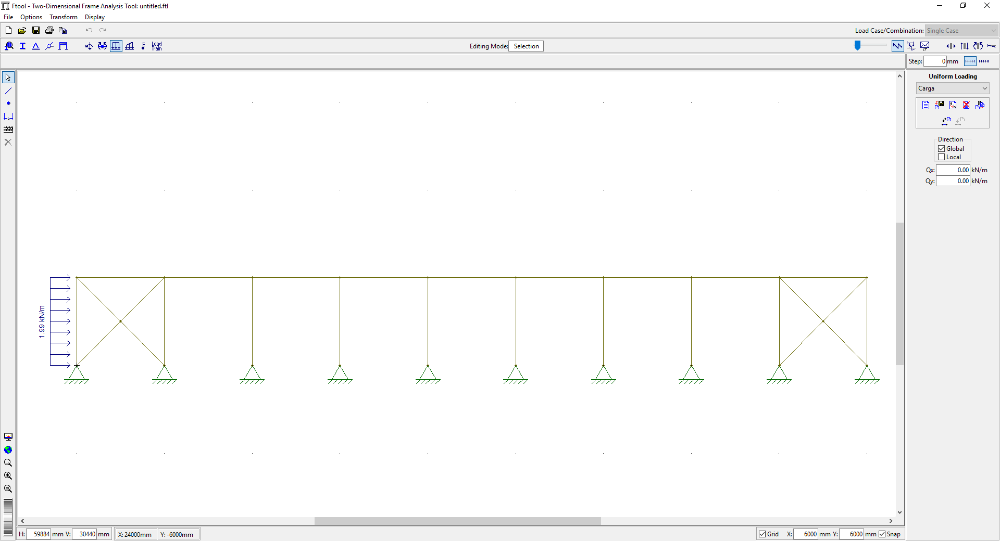 Ftool - Two-Dimensional Frame Analysis Tool: untitled.ftl
File Options Transform Display
Load Case/Combination: Single Case
Load Train
Editing Mode: Selection
Step: 0 mm
Uniform Loading
Carga
Direction
Global
Local
Qx: 0.00 kN/m
Qy: 0.00 kN/m
1.99 kN/m
H: 59884 mm V: 30440 mm X: 24000mm Y: -6000mm
Grid X: 6000 mm Y: 6000 mm Snap